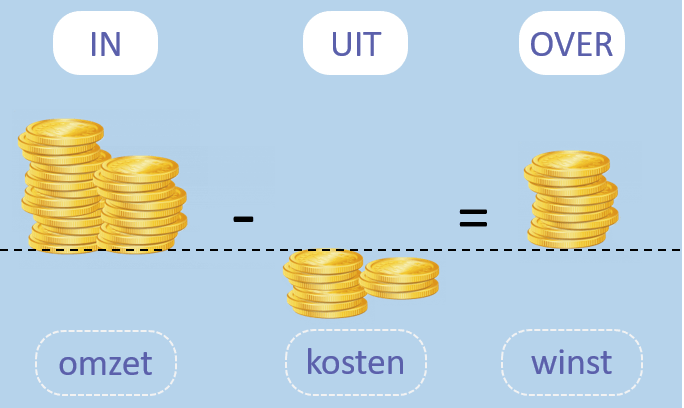 IN
UIT
OVER
-
=
omzet
kosten
winst